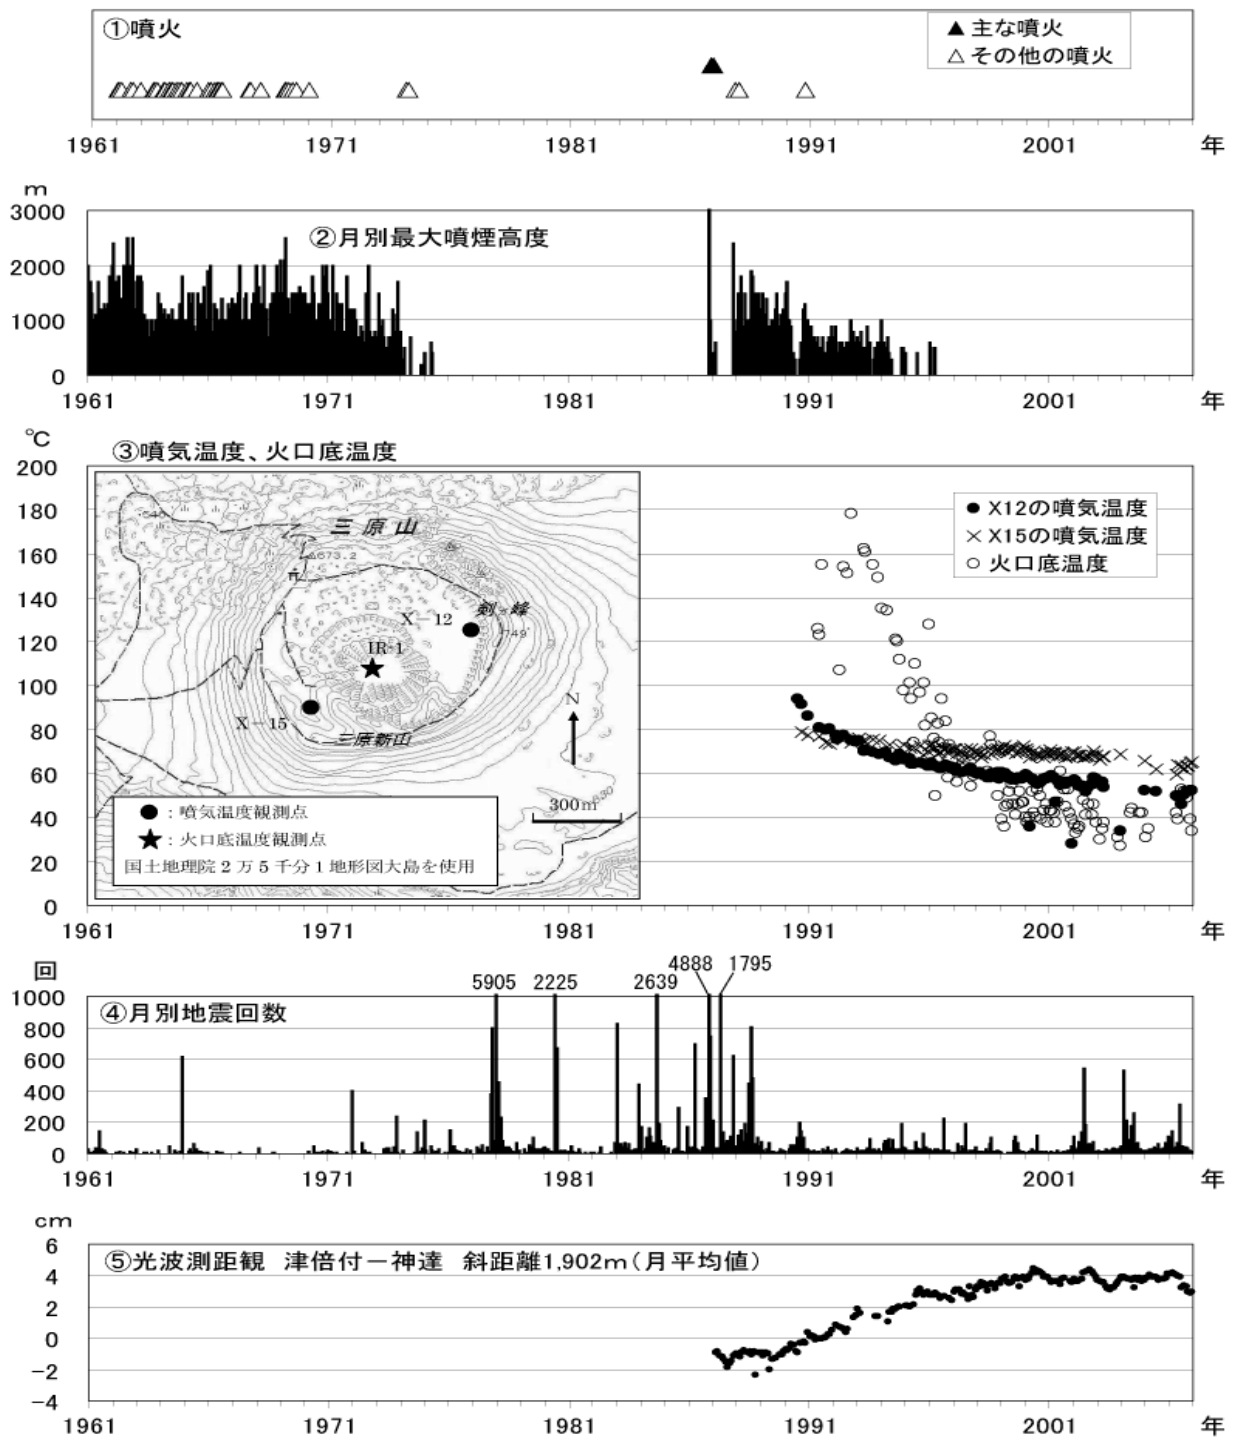 ①噴火
▲ 主な噴火
△ その他の噴火
1961 1971 1981 1991 2001 年
m
3000
2000
1000
0
②月別最大噴煙高度
1961 1971 1981 1991 2001 年
℃
③噴気温度、火口底温度
200
180
160
140
120
100
80
60
40
20
0
● X12の噴気温度
× X15の噴気温度
○ 火口底温度
三原山
673.2
X-12
剣ヶ峰
749
IR-1
X-15
三原新山
N
300m
● : 噴気温度観測点
★ : 火口底温度観測点
国土地理院2万5千分1地形図大島を使用
1961 1971 1981 1991 2001 年
回
④月別地震回数
5905 2225 2639 4888 1795
1000
800
600
400
200
0
1961 1971 1981 1991 2001 年
cm
⑤光波測距観 津倍付-神達 斜距離1,902m(月平均値)
6
4
2
0
-2
-4
1961 1971 1981 1991 2001 年